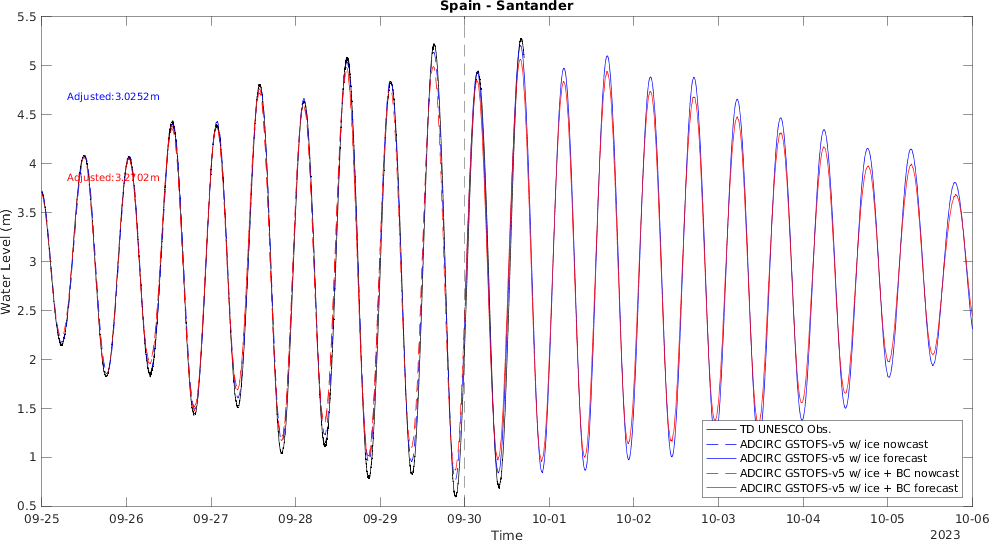 Spain - Santander
5.5
5
4.5
4
3.5
3
2.5
2
1.5
1
0.5
Water Level (m)
Adjusted:3.0252m
Adjusted:3.2702m
TD UNESCO Obs.
ADCIRC GSTOFS-v5 w/ ice nowcast
ADCIRC GSTOFS-v5 w/ ice forecast
ADCIRC GSTOFS-v5 w/ ice + BC nowcast
ADCIRC GSTOFS-v5 w/ ice + BC forecast
09-25 09-26 09-27 09-28 09-29 09-30 10-01 10-02 10-03 10-04 10-05 10-06
Time
2023